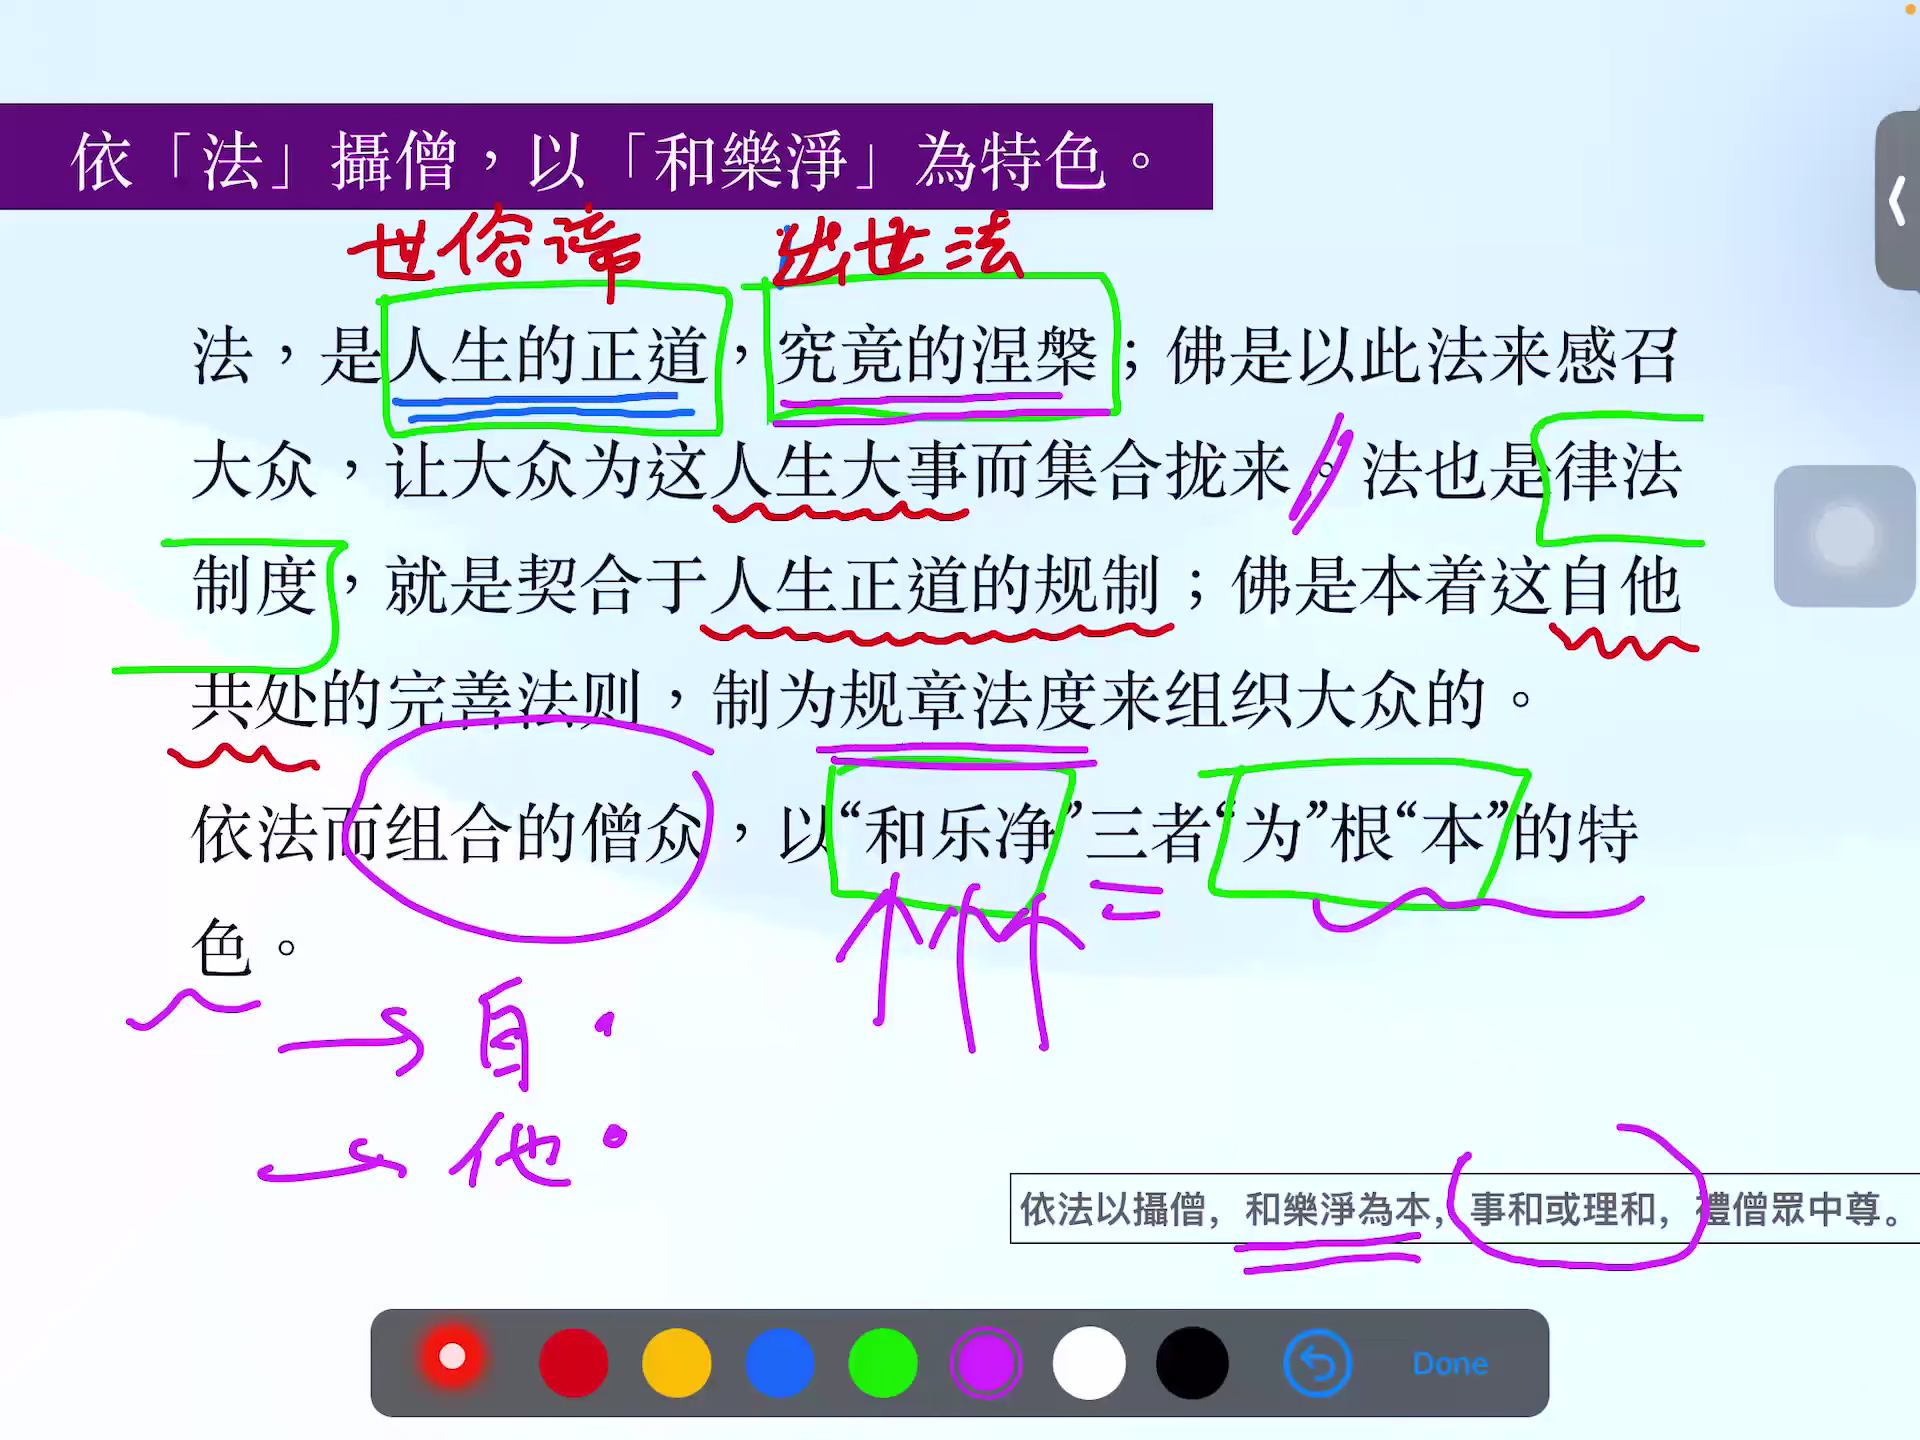 依「法」攝僧，以「和樂淨」為特色。
世俗諦 出世法
法，是人生的正道，究竟的涅槃；佛是以此法来感召
大众，让大众为这人生大事而集合拢来。法也是律法
制度，就是契合于人生正道的规制；佛是本着这自他
共处的完善法则，制为规章法度来组织大众的。
依法而组合的僧众，以“和乐净”三者“为”根“本”的特
色。
自
他
依法以攝僧，和樂淨為本，事和或理和，禮僧眾中尊。
Done